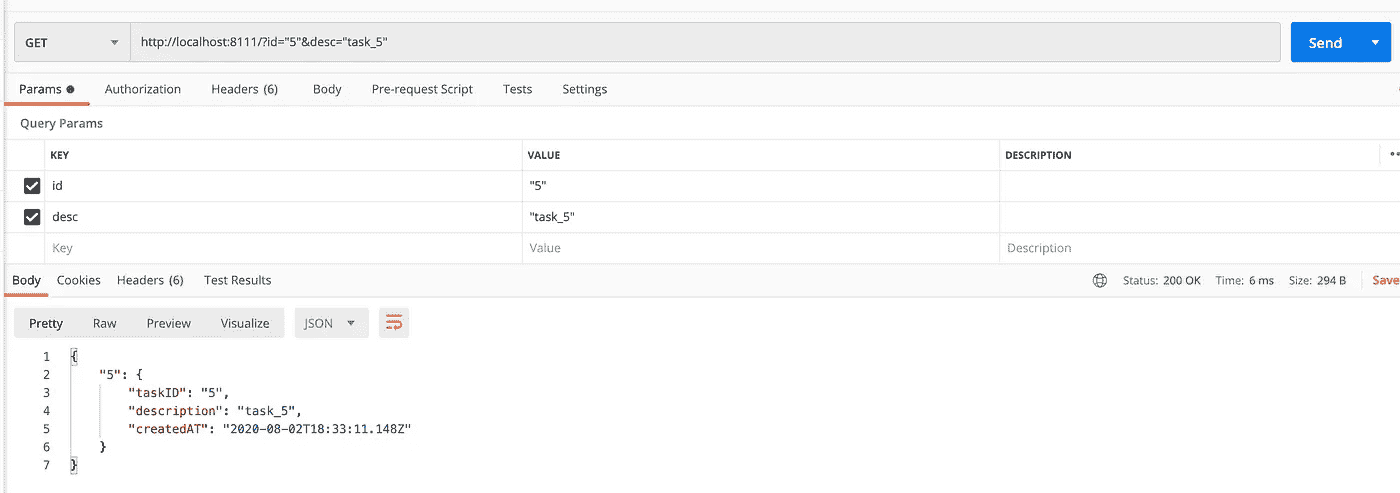 GET http://localhost:8111/?id="5"&desc="task_5" Send
Params Authorization Headers (6) Body Pre-request Script Tests Settings
Query Params
KEY VALUE DESCRIPTION
id "5"
desc "task_5"
Key Value Description
Body Cookies Headers (6) Test Results Status: 200 OK Time: 6 ms Size: 294 B Save
Pretty Raw Preview Visualize JSON
1 {
2 "5": {
3 "taskID": "5",
4 "description": "task_5",
5 "createdAT": "2020-08-02T18:33:11.148Z"
6 }
7 }